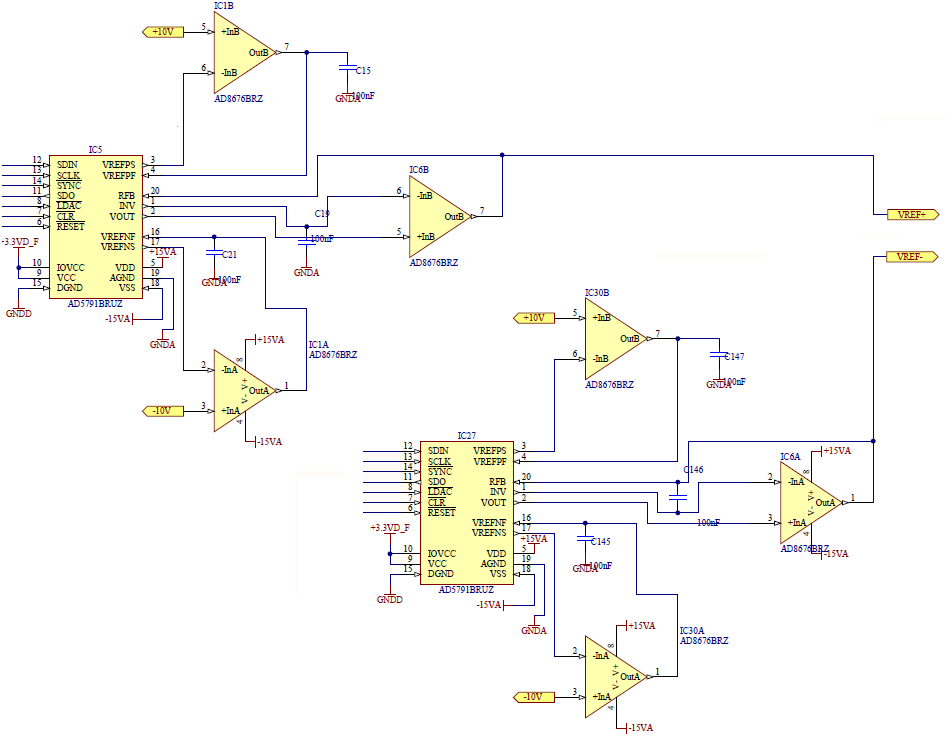 IC1B
+10V
5
+InB
OutB
7
6
-InB
AD8676BRZ
C15
100nF
GNDA
IC5
12
SDIN
VREFPS
3
13
SCLK
VREFPF
4
14
SYNC
11
SDO
RFB
20
8
LDAC
INV
1
7
CLR
VOUT
2
6
RESET
VREFNF
16
VREFNS
17
+3.3VD_F
+15VA
10
IOVCC
VDD
5
9
VCC
AGND
19
15
DGND
VSS
18
AD5791BRUZ
GNDD
-15VA
GNDA
C21
100nF
GNDA
C19
100nF
GNDA
IC6B
6
-InB
OutB
7
5
+InB
AD8676BRZ
VREF+
VREF-
+15VA
IC1A
AD8676BRZ
2
-InA
8
V+
OutA
1
V-
3
+InA
4
-10V
-15VA
IC30B
+10V
5
+InB
OutB
7
6
-InB
AD8676BRZ
C147
100nF
GNDA
IC27
12
SDIN
VREFPS
3
13
SCLK
VREFPF
4
14
SYNC
11
SDO
RFB
20
8
LDAC
INV
1
7
CLR
VOUT
2
6
RESET
VREFNF
16
VREFNS
17
+3.3VD_F
+15VA
10
IOVCC
VDD
5
9
VCC
AGND
19
15
DGND
VSS
18
AD5791BRUZ
GNDD
-15VA
GNDA
C145
100nF
GNDA
C146
100nF
IC6A
+15VA
2
-InA
8
V+
OutA
1
V-
3
+InA
4
AD8676BRZ
-15VA
+15VA
IC30A
AD8676BRZ
2
-InA
8
V+
OutA
1
V-
3
+InA
4
-10V
-15VA